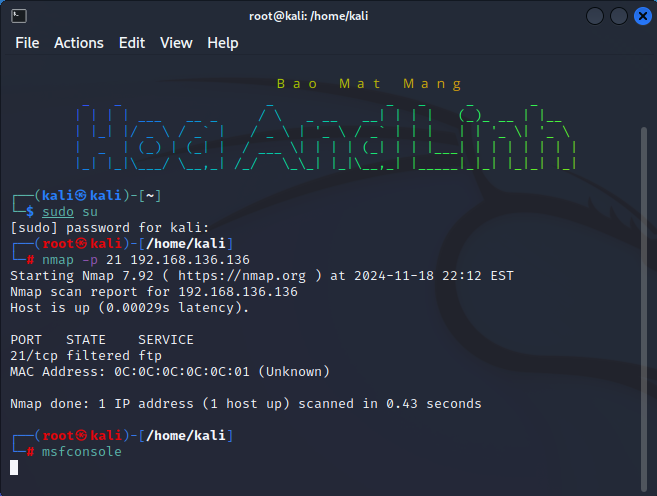 root@kali: /home/kali
File Actions Edit View Help
Bao Mat Mang
┌──(kali㉿kali)-[~]
└─$ sudo su
[sudo] password for kali:
┌──(root㉿kali)-[/home/kali]
└─# nmap -p 21 192.168.136.136
Starting Nmap 7.92 ( https://nmap.org ) at 2024-11-18 22:12 EST
Nmap scan report for 192.168.136.136
Host is up (0.00029s latency).
PORT   STATE    SERVICE
21/tcp filtered ftp
MAC Address: 0C:0C:0C:0C:0C:01 (Unknown)
Nmap done: 1 IP address (1 host up) scanned in 0.43 seconds
┌──(root㉿kali)-[/home/kali]
└─# msfconsole